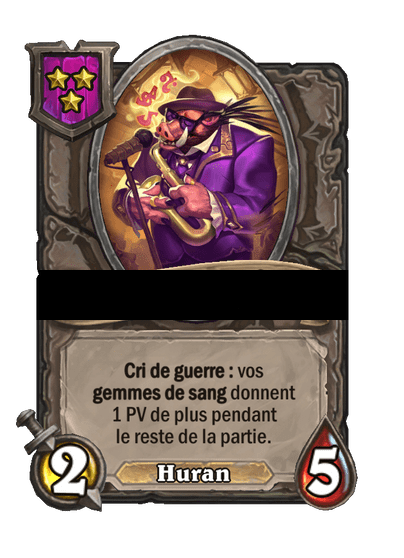 Cri de guerre : vos
gemmes de sang donnent
1 PV de plus pendant
le reste de la partie.
2
Huran
5